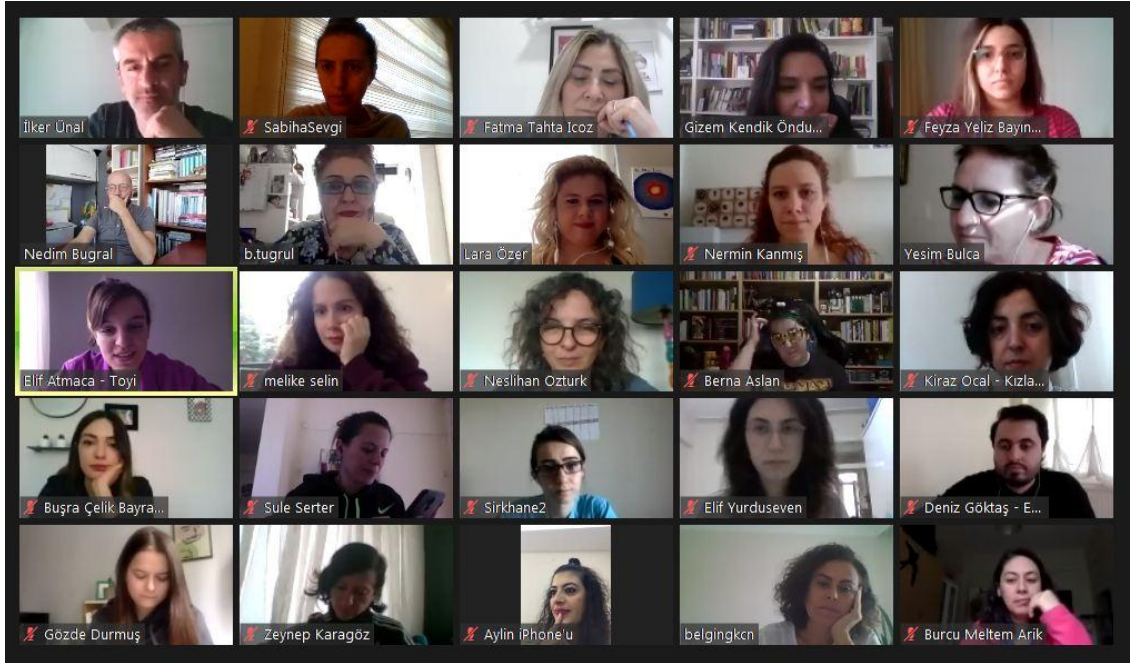 İlker Ünal
SabihaSevgi
Fatma Tahta Icoz
Gizem Kendik Öndu...
Feyza Yeliz Bayın...
Nedim Bugral
b.tugrul
Lara Özer
Nermin Kanmış
Yesim Bulca
Elif Atmaca - Toyi
melike selin
Neslihan Ozturk
Berna Aslan
Kiraz Ocal - Kızla...
Buşra Çelik Bayra...
Sule Serter
Sirkhane2
Elif Yurduseven
Deniz Göktaş - E...
Gözde Durmuş
Zeynep Karagöz
Aylin iPhone'u
belgingkcn
Burcu Meltem Arik